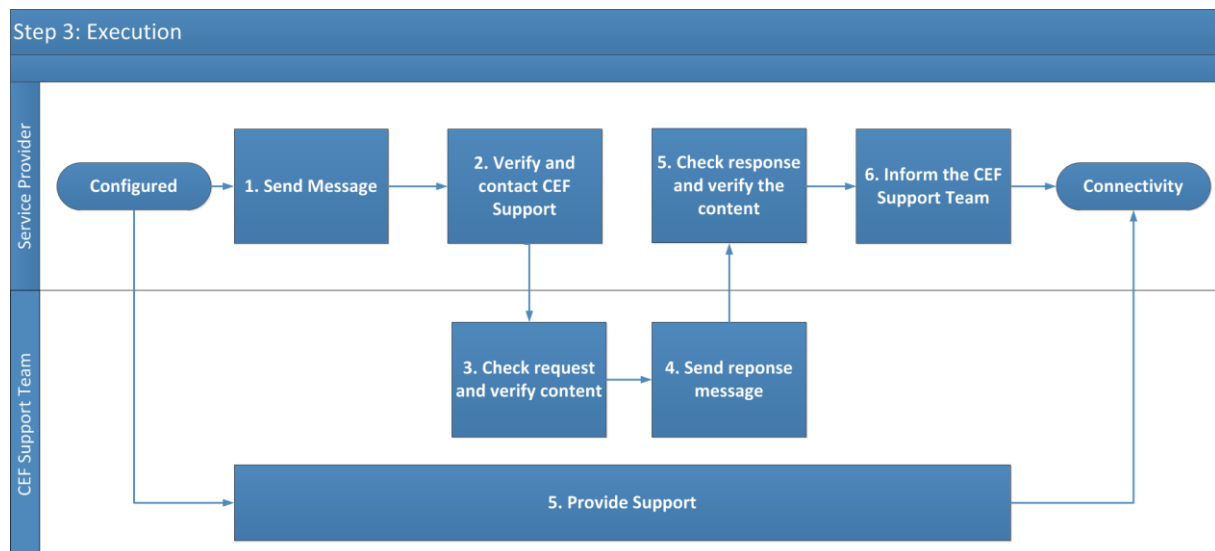 Step 3: Execution
Service Provider
Configured
1. Send Message
2. Verify and
contact CEF
Support
5. Check response
and verify the
content
6. Inform the CEF
Support Team
Connectivity
CEF Support Team
3. Check request
and verify content
4. Send reponse
message
5. Provide Support